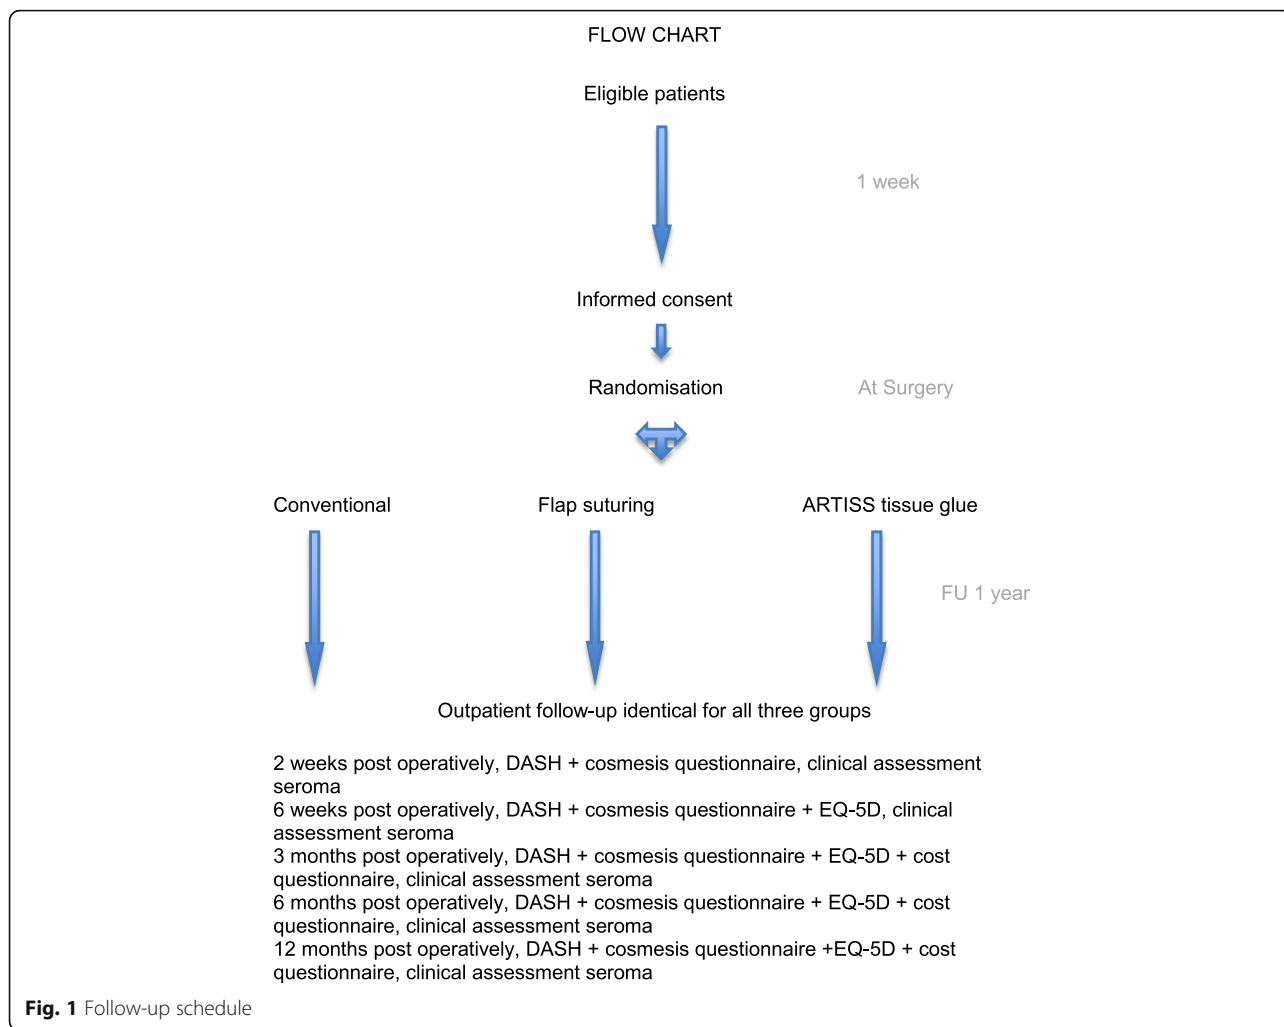 FLOW CHART
Eligible patients
1 week
Informed consent
Randomisation
At Surgery
Conventional
Flap suturing
ARTISS tissue glue
FU 1 year
Outpatient follow-up identical for all three groups
2 weeks post operatively, DASH + cosmesis questionnaire, clinical assessment
seroma
6 weeks post operatively, DASH + cosmesis questionnaire + EQ-5D, clinical
assessment seroma
3 months post operatively, DASH + cosmesis questionnaire + EQ-5D + cost
questionnaire, clinical assessment seroma
6 months post operatively, DASH + cosmesis questionnaire + EQ-5D + cost
questionnaire, clinical assessment seroma
12 months post operatively, DASH + cosmesis questionnaire +EQ-5D + cost
questionnaire, clinical assessment seroma
Fig. 1 Follow-up schedule